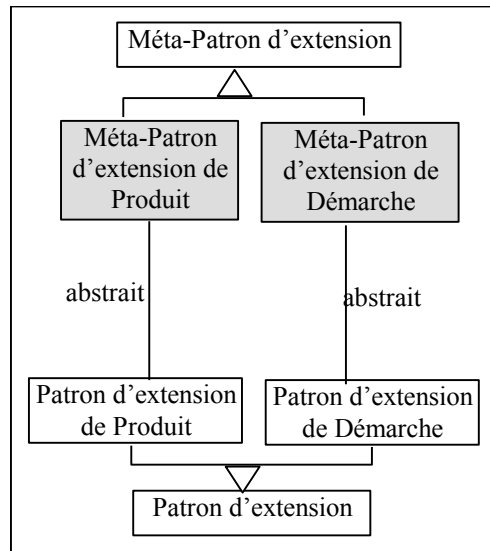 Méta-Patron d'extension
Méta-Patron
d'extension de
Produit
Méta-Patron
d'extension de
Démarche
abstrait
abstrait
Patron d'extension
de Produit
Patron d'extension
de Démarche
Patron d'extension